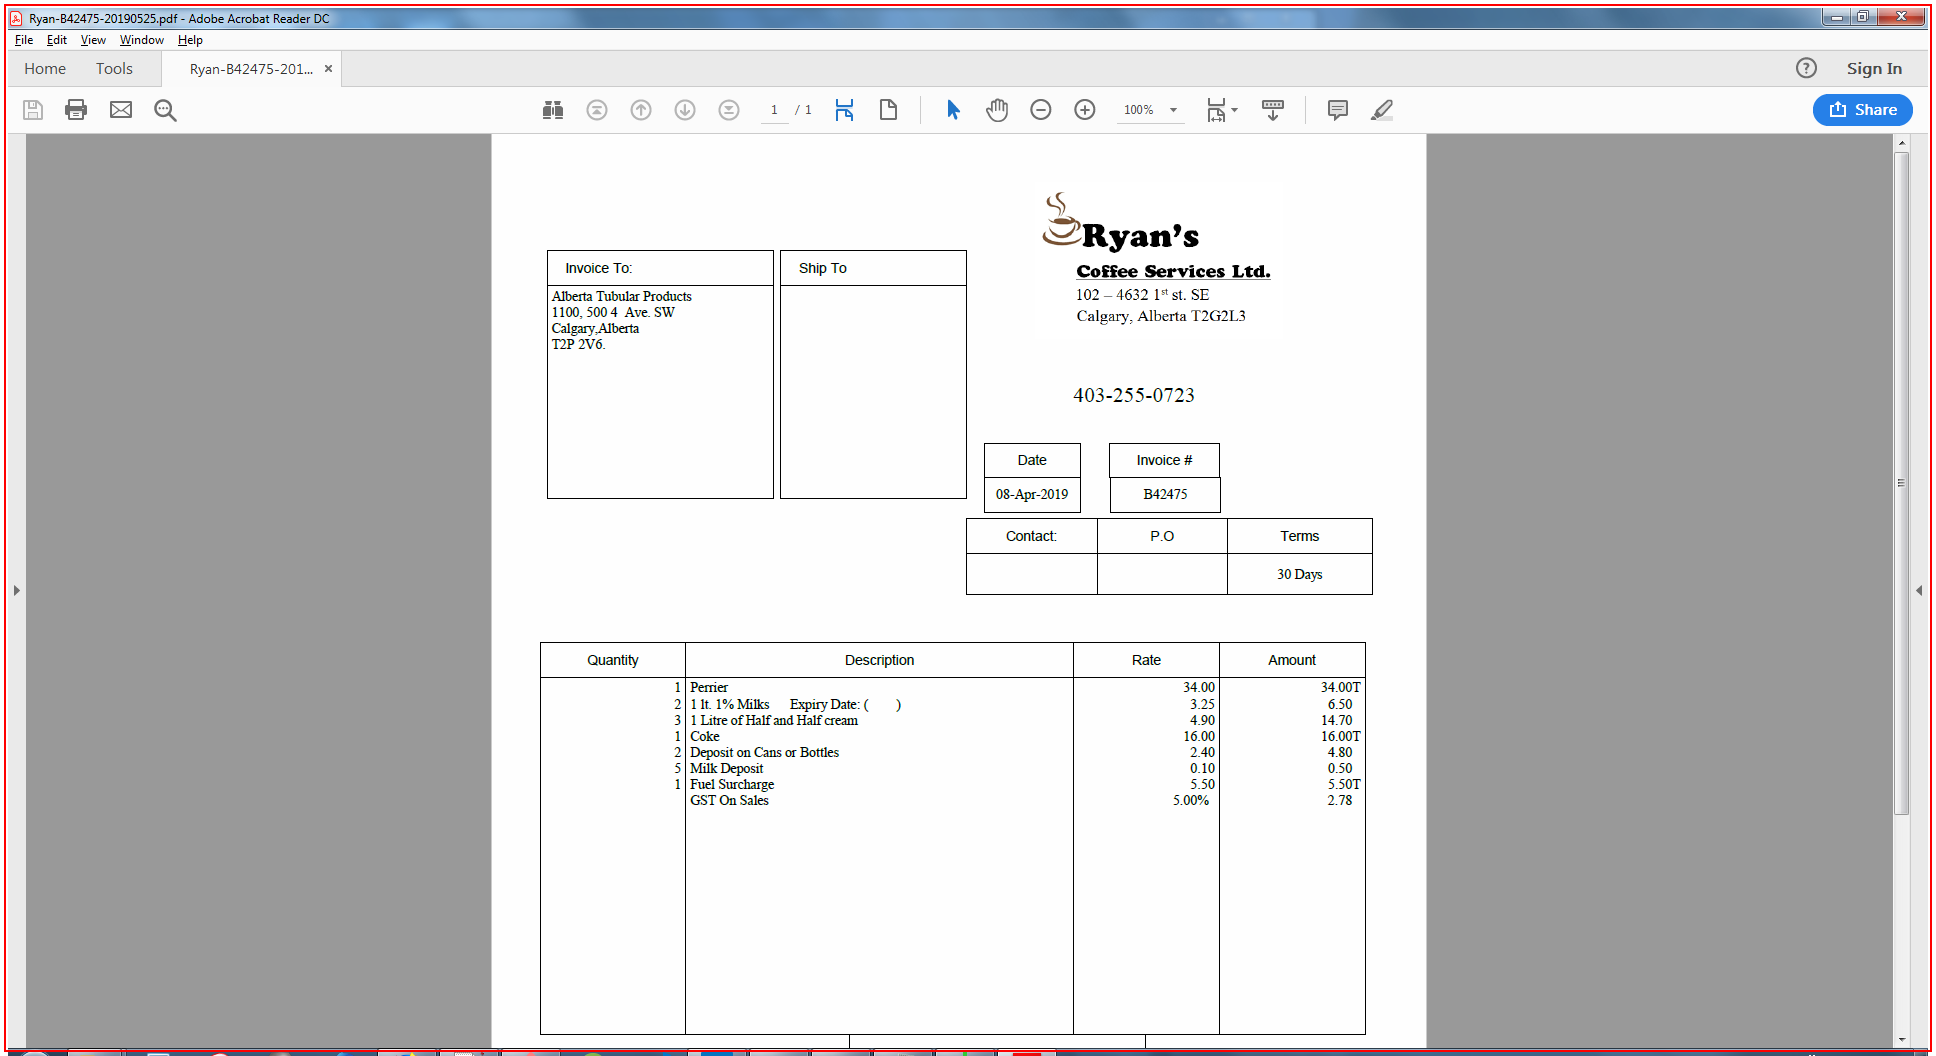 Ryan-B42475-20190525.pdf - Adobe Acrobat Reader DC
File Edit View Window Help
Home Tools Ryan-B42475-201... × ? Sign In
1 / 1 100% Share
Ryan's
Coffee Services Ltd.
102 – 4632 1st st. SE
Calgary, Alberta T2G2L3
403-255-0723
Invoice To: Ship To
Alberta Tubular Products
1100, 500 4 Ave. SW
Calgary,Alberta
T2P 2V6.
Date Invoice #
08-Apr-2019 B42475
Contact: P.O Terms
30 Days
Quantity Description Rate Amount
1 Perrier 34.00 34.00T
2 1 lt. 1% Milks Expiry Date: ( ) 3.25 6.50
3 1 Litre of Half and Half cream 4.90 14.70
1 Coke 16.00 16.00T
2 Deposit on Cans or Bottles 2.40 4.80
5 Milk Deposit 0.10 0.50
1 Fuel Surcharge 5.50 5.50T
GST On Sales 5.00% 2.78